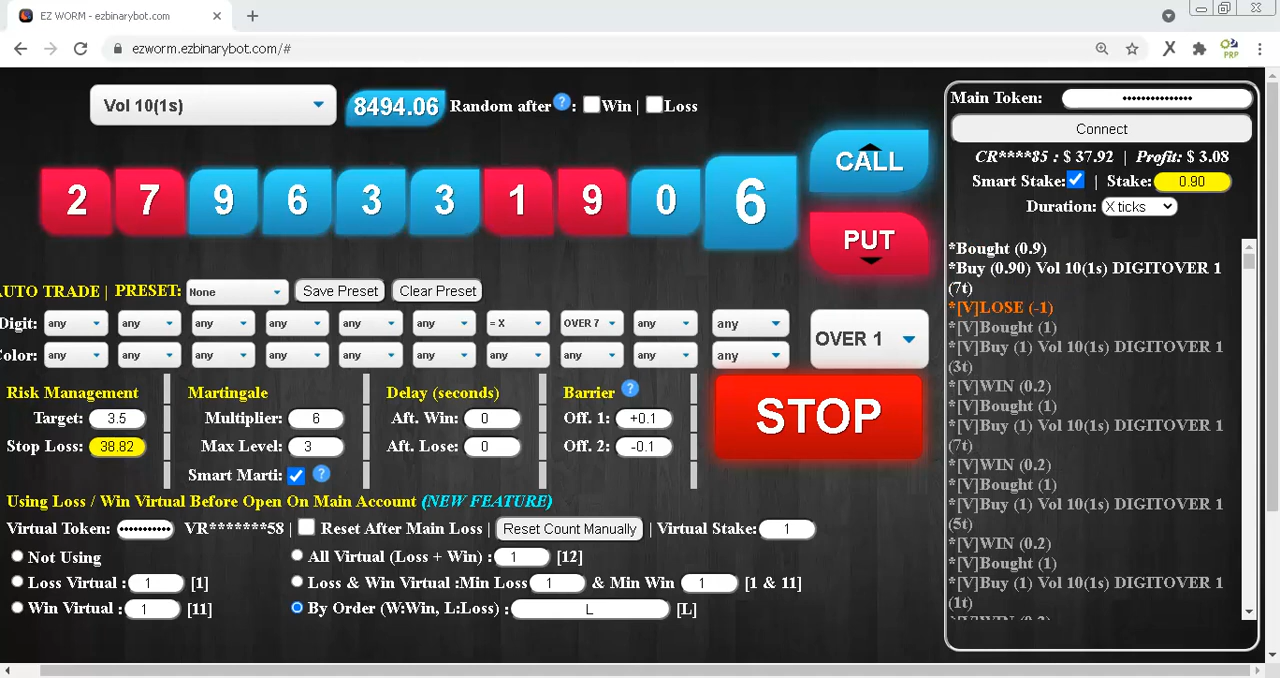 EZ WORM - ezbinarybot.com
ezworm.ezbinarybot.com/#
PRP
Vol 10(1s)
8494.06
Random after ? : Win | Loss
2 7 9 6 3 3 1 9 0 6
CALL
PUT
AUTO TRADE | PRESET: None Save Preset Clear Preset
Digit: any any any any any any = X OVER 7 any any
OVER 1
Color: any any any any any any any any any any
Risk Management
Target: 3.5
Stop Loss: 38.82
Martingale
Multiplier: 6
Max Level: 3
Smart Marti: ?
Delay (seconds)
Aft. Win: 0
Aft. Lose: 0
Barrier ?
Off. 1: +0.1
Off. 2: -0.1
STOP
Using Loss / Win Virtual Before Open On Main Account (NEW FEATURE)
Virtual Token: •••••••••••• VR*******58 | Reset After Main Loss | Reset Count Manually | Virtual Stake: 1
Not Using
All Virtual (Loss + Win) : 1 [12]
Loss Virtual : 1 [1]
Loss & Win Virtual :Min Loss 1 & Min Win 1 [1 & 11]
Win Virtual : 1 [11]
By Order (W:Win, L:Loss) : L [L]
Main Token: •••••••••••••••
Connect
CR****85 : $ 37.92 | Profit: $ 3.08
Smart Stake: | Stake: 0.90
Duration: X ticks
*Bought (0.9)
*Buy (0.90) Vol 10(1s) DIGITOVER 1
(7t)
*[V]LOSE (-1)
*[V]Bought (1)
*[V]Buy (1) Vol 10(1s) DIGITOVER 1
(3t)
*[V]WIN (0.2)
*[V]Bought (1)
*[V]Buy (1) Vol 10(1s) DIGITOVER 1
(7t)
*[V]WIN (0.2)
*[V]Bought (1)
*[V]Buy (1) Vol 10(1s) DIGITOVER 1
(5t)
*[V]WIN (0.2)
*[V]Bought (1)
*[V]Buy (1) Vol 10(1s) DIGITOVER 1
(1t)
*[V]WIN (0.2)